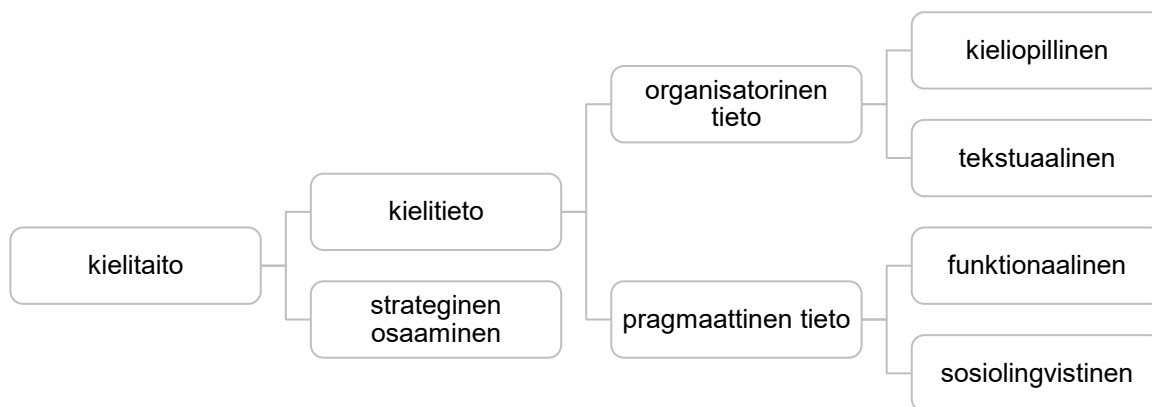 kielitaito
kielitieto
strateginen
osaaminen
organisatorinen
tieto
pragmaattinen tieto
kieliopillinen
tekstuaalinen
funktionaalinen
sosiolingvistinen